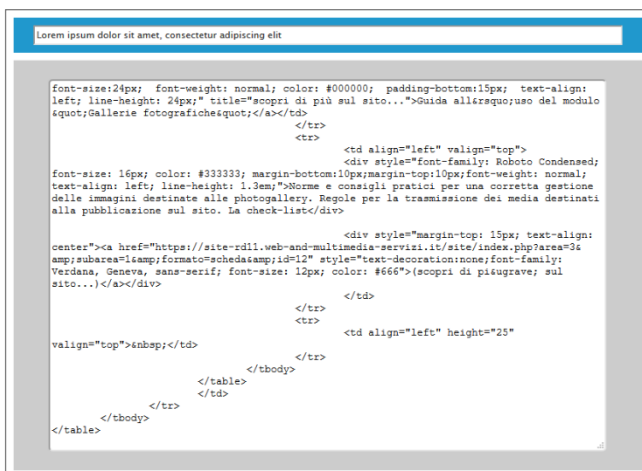 Lorem ipsum dolor sit amet, consectetur adipiscing elit
font-size:24px;  font-weight: normal; color: #000000;  padding-bottom:15px;  text-align:
left; line-height: 24px;" title="scopri di più sul sito...">Guida all&rsquo;uso del modulo
&quot;Gallerie fotografiche&quot;</a></td>
</tr>
<tr>
<td align="left" valign="top">
<div style="font-family: Roboto Condensed;
font-size: 16px; color: #333333; margin-bottom:10px;margin-top:10px;font-weight: normal;
text-align: left; line-height: 1.3em;">Norme e consigli pratici per una corretta gestione
delle immagini destinate alle photogallery. Regole per la trasmissione dei media destinati
alla pubblicazione sul sito. La check-list</div>
<div style="margin-top: 15px; text-align:
center"><a href="https://site-rd11.web-and-multimedia-servizi.it/site/index.php?area=3&
amp;subarea=1&amp;formato=scheda&amp;id=12" style="text-decoration:none;font-family:
Verdana, Geneva, sans-serif; font-size: 12px; color: #666">(scopri di pi&ugrave; sul
sito...)</a></div>
</td>
</tr>
<tr>
<td align="left" height="25"
valign="top">&nbsp;</td>
</tr>
</tbody>
</table>
</td>
</tr>
</tbody>
</table>